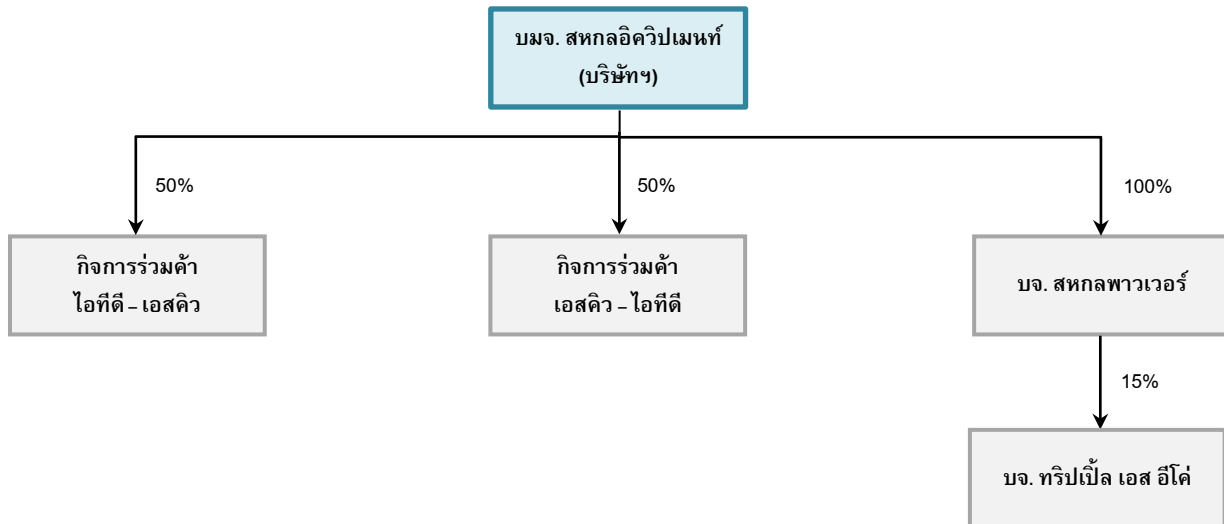 บมจ. สหกลอิควิปเมนท์
(บริษัทฯ)
50%
50%
100%
กิจการร่วมค้า
ไอทีดี – เอสคิว
กิจการร่วมค้า
เอสคิว – ไอทีดี
บจ. สหกลพาวเวอร์
15%
บจ. ทริปเปิ้ล เอส อีโค่